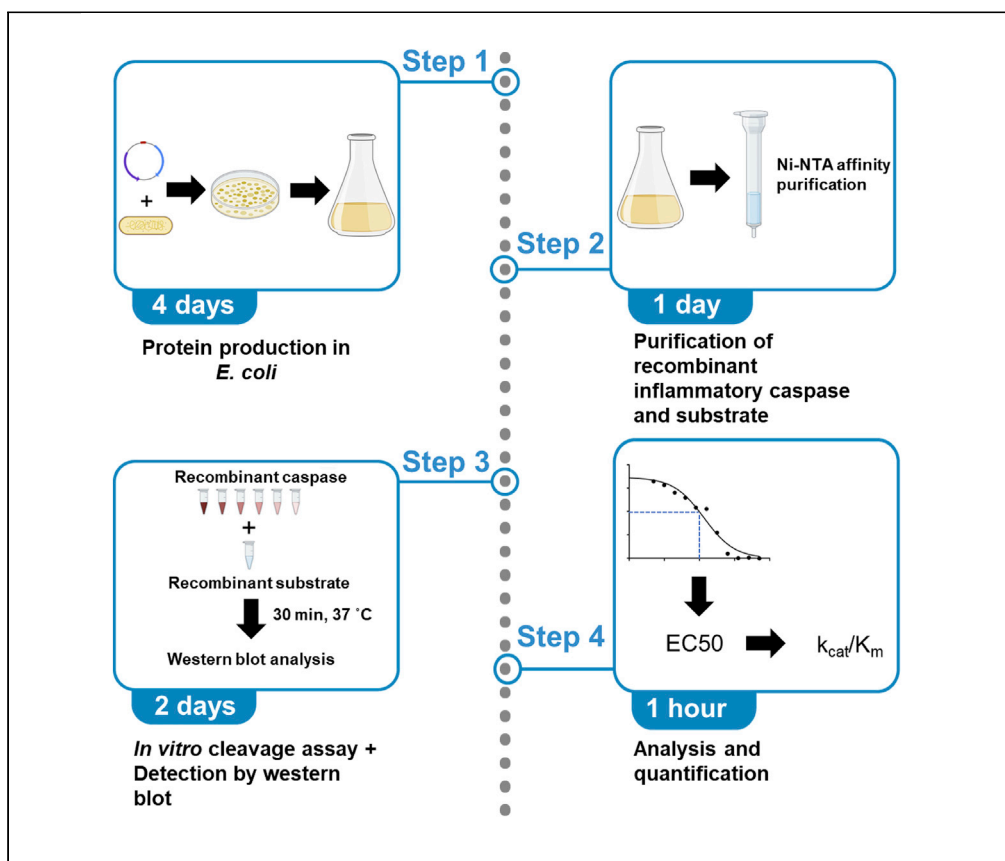 Step 1
+
4 days
Protein production in
E. coli
Step 2
Ni-NTA affinity
purification
1 day
Purification of
recombinant
inflammatory caspase
and substrate
Step 3
Recombinant caspase
+
Recombinant substrate
30 min, 37 ˚C
Western blot analysis
2 days
In vitro cleavage assay +
Detection by western
blot
Step 4
EC50
kcat/Km
1 hour
Analysis and
quantification